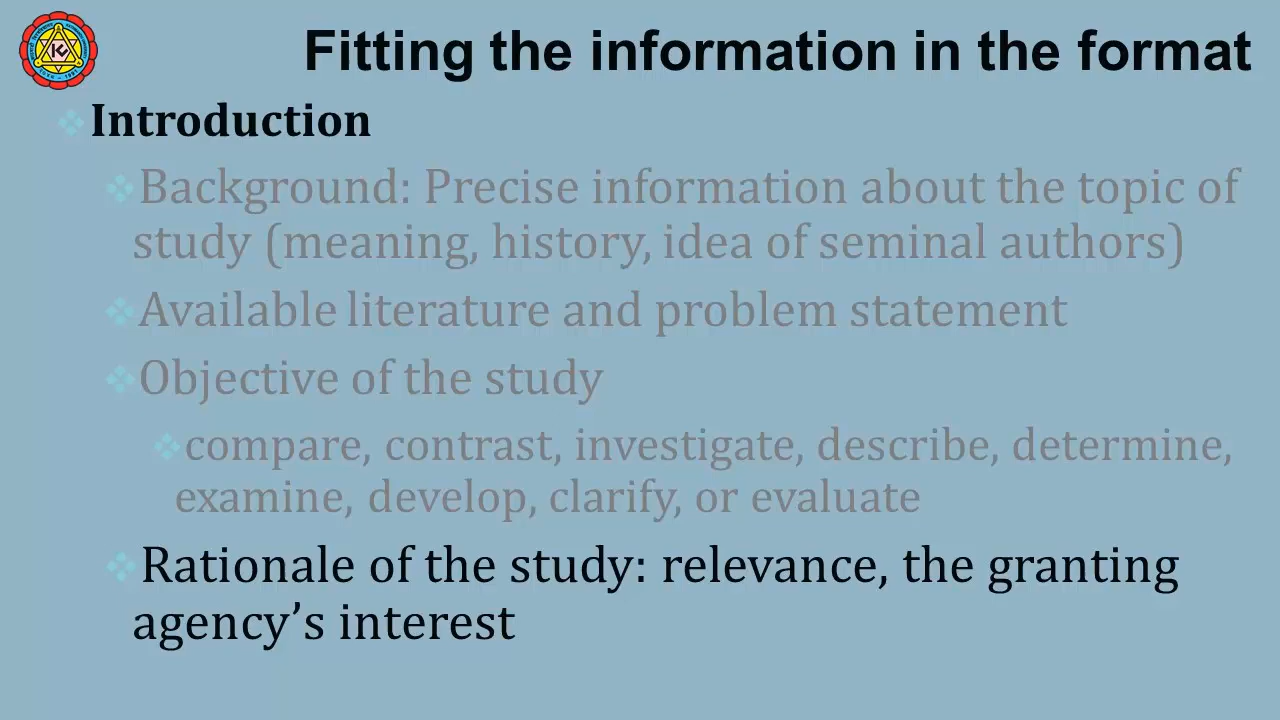 Fitting the information in the format
Introduction
Background: Precise information about the topic of
study (meaning, history, idea of seminal authors)
Available literature and problem statement
Objective of the study
compare, contrast, investigate, describe, determine,
examine, develop, clarify, or evaluate
Rationale of the study: relevance, the granting
agency’s interest